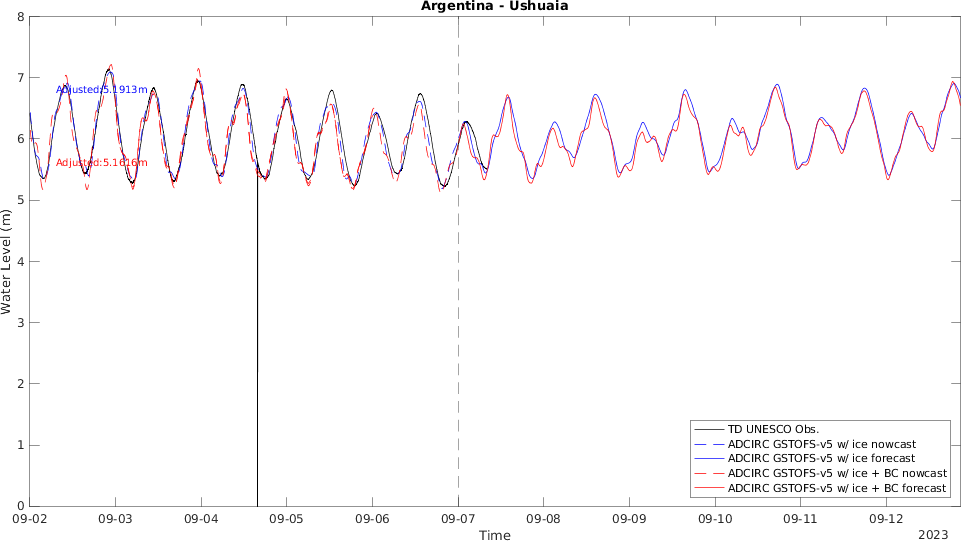 Argentina - Ushuaia
8
7
6
5
4
3
2
1
0
Water Level (m)
Adjusted:5.1913m
Adjusted:5.1616m
TD UNESCO Obs.
ADCIRC GSTOFS-v5 w/ ice nowcast
ADCIRC GSTOFS-v5 w/ ice forecast
ADCIRC GSTOFS-v5 w/ ice + BC nowcast
ADCIRC GSTOFS-v5 w/ ice + BC forecast
09-02 09-03 09-04 09-05 09-06 09-07 09-08 09-09 09-10 09-11 09-12
Time
2023